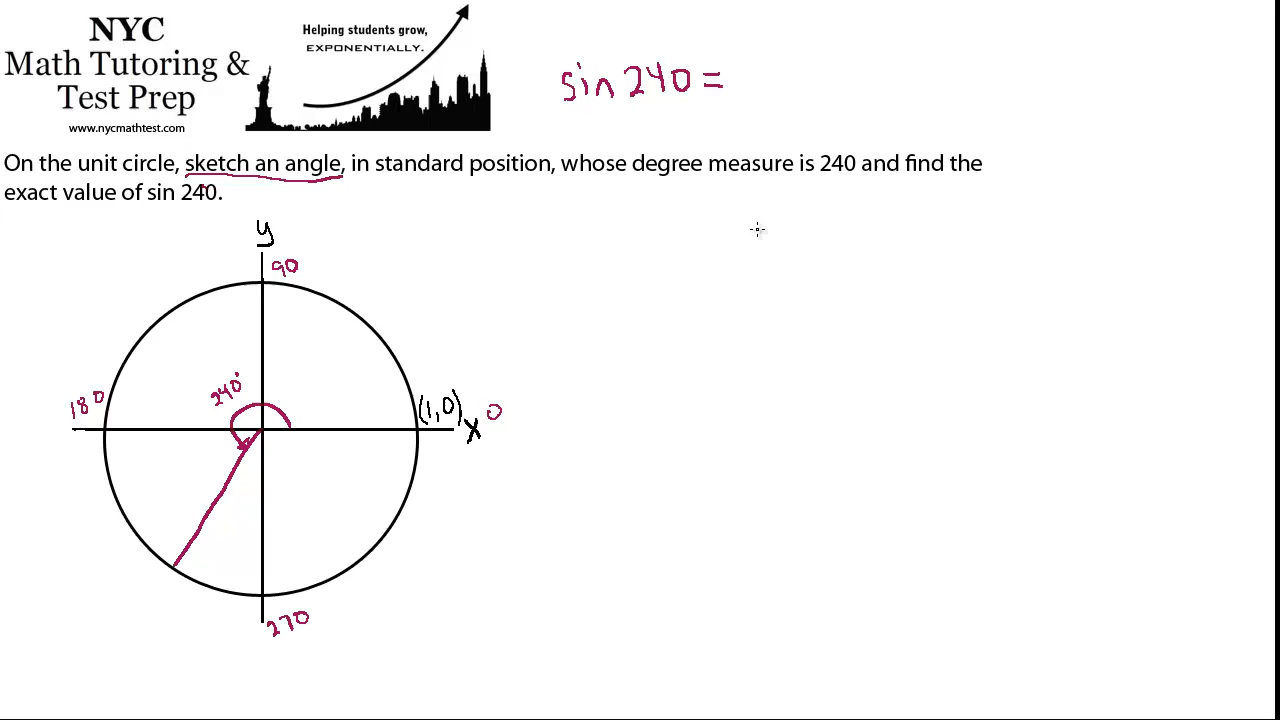 NYC
Math Tutoring &
Test Prep
www.nycmathtest.com
Helping students grow,
EXPONENTIALLY.
sin 240 =
On the unit circle, sketch an angle, in standard position, whose degree measure is 240 and find the
exact value of sin 240.
y
90
240°
180
(1,0)
0
x
270